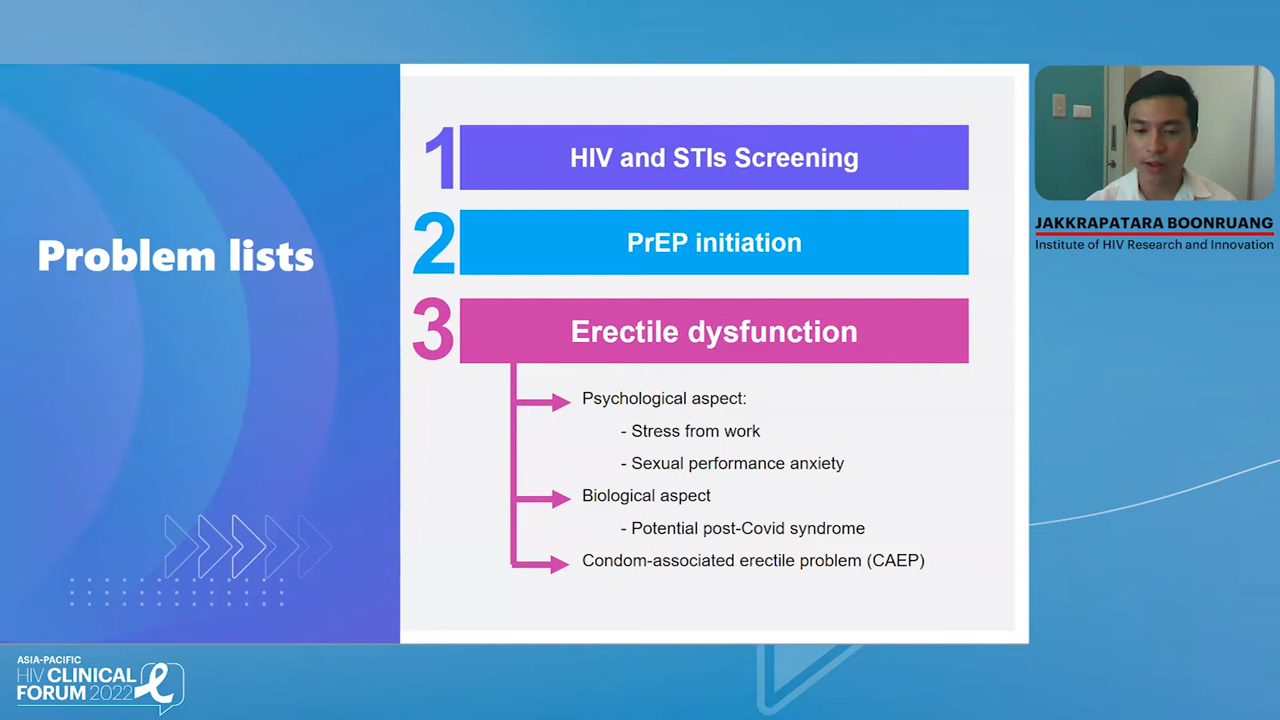 Problem lists
1
HIV and STIs Screening
2
PrEP initiation
3
Erectile dysfunction
Psychological aspect:
- Stress from work
- Sexual performance anxiety
Biological aspect
- Potential post-Covid syndrome
Condom-associated erectile problem (CAEP)
JAKKRAPATARA BOONRUANG
Institute of HIV Research and Innovation
ASIA-PACIFIC
HIV CLINICAL
FORUM 2022